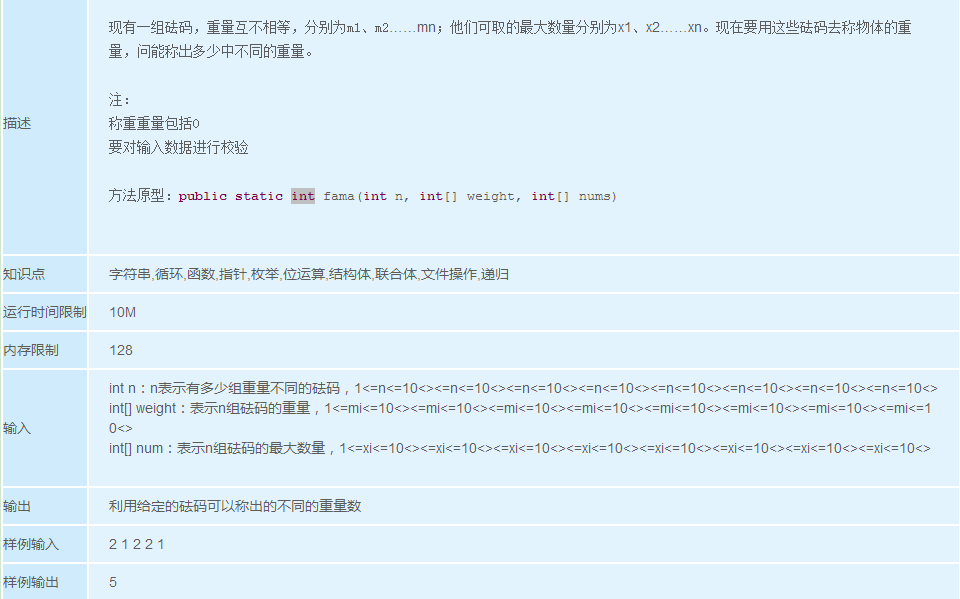 现有一组砝码，重量互不相等，分别为m1、m2……mn；他们可取的最大数量分别为x1、x2……xn。现在要用这些砝码去称物体的重
量，问能称出多少中不同的重量。
注：
描述
称重重量包括0
要对输入数据进行校验
方法原型：public static int fama(int n, int[] weight, int[] nums)
知识点 字符串,循环,函数,指针,枚举,位运算,结构体,联合体,文件操作,递归
运行时间限制 10M
内存限制 128
int n：n表示有多少组重量不同的砝码，1<=n<=10<><=n<=10<><=n<=10<><=n<=10<><=n<=10<><=n<=10<><=n<=10<><=n<=10<>
int[] weight：表示n组砝码的重量，1<=mi<=10<><=mi<=10<><=mi<=10<><=mi<=10<><=mi<=10<><=mi<=10<><=mi<=10<><=mi<=1
输入
0<>
int[] num：表示n组砝码的最大数量，1<=xi<=10<><=xi<=10<><=xi<=10<><=xi<=10<><=xi<=10<><=xi<=10<><=xi<=10<><=xi<=10<>
输出 利用给定的砝码可以称出的不同的重量数
样例输入 2 1 2 2 1
样例输出 5